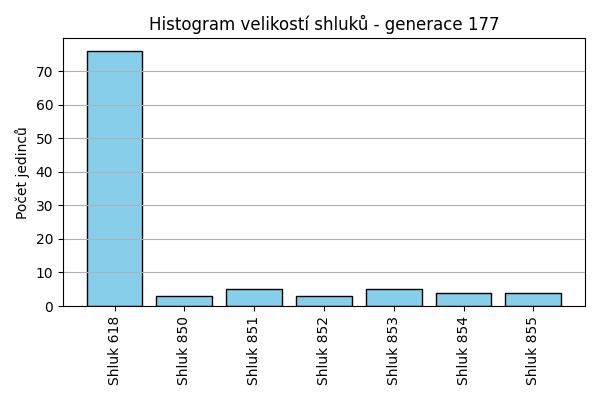 Histogram velikostí shluků - generace 177
Počet jedinců
70
60
50
40
30
20
10
0
Shluk 618
Shluk 850
Shluk 851
Shluk 852
Shluk 853
Shluk 854
Shluk 855